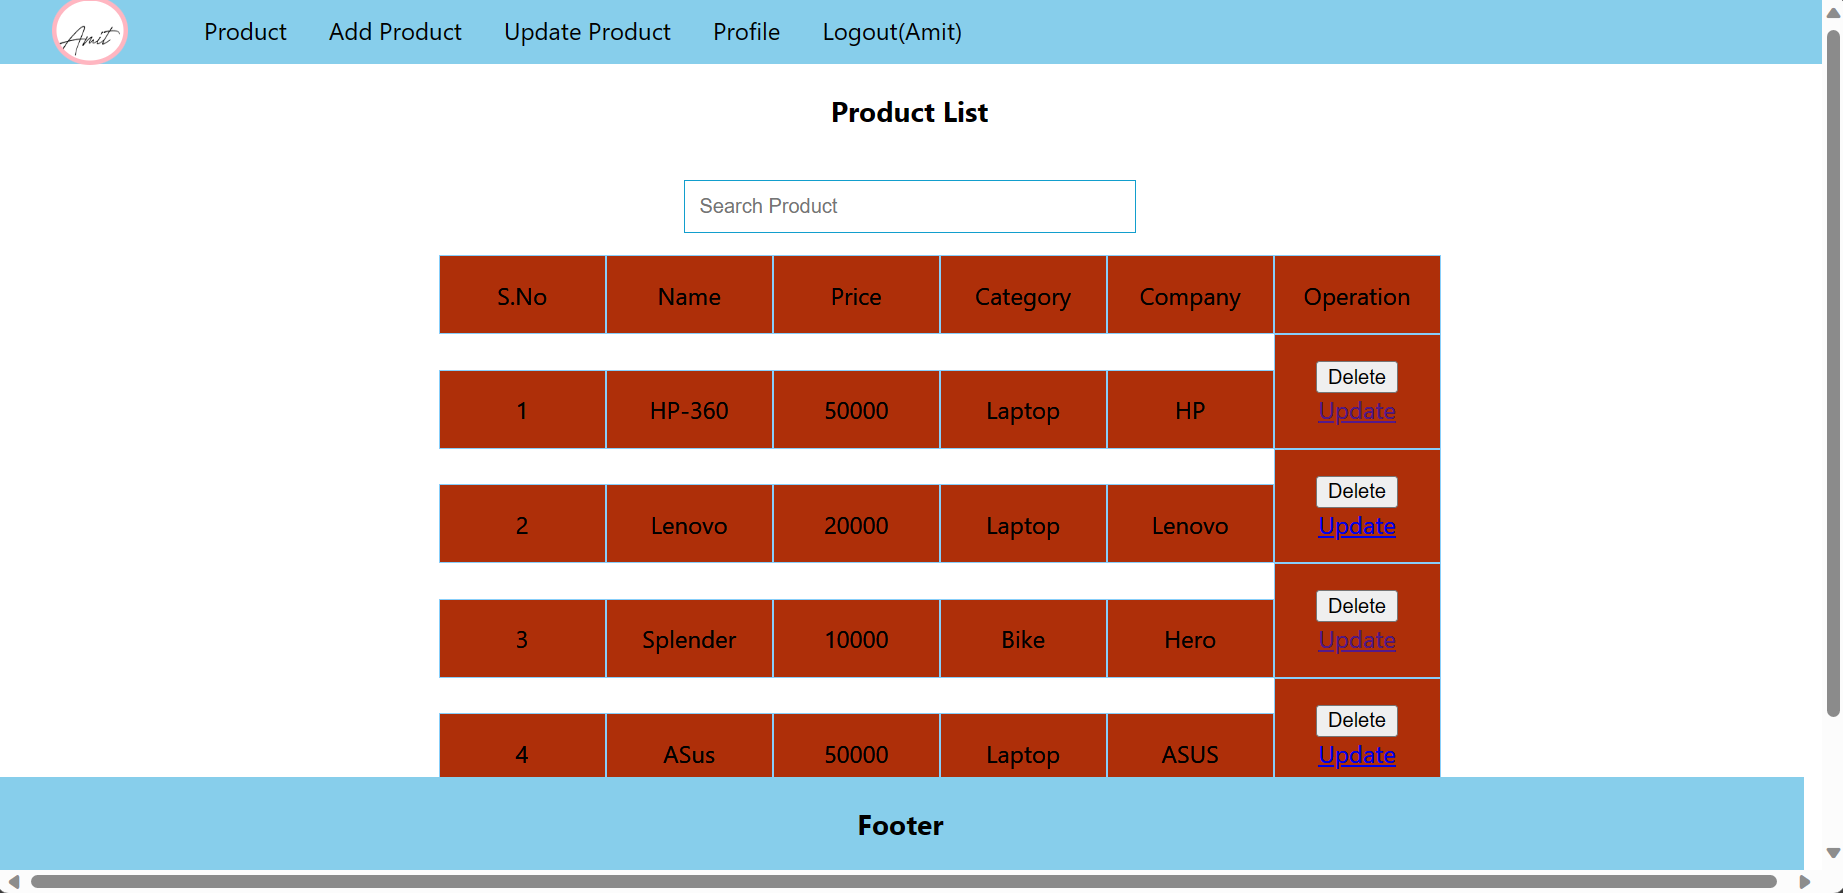 Amit
Product Add Product Update Product Profile Logout(Amit)
Product List
Search Product
S.No Name Price Category Company Operation
Delete
1 HP-360 50000 Laptop HP Update
Delete
2 Lenovo 20000 Laptop Lenovo Update
Delete
3 Splender 10000 Bike Hero Update
Delete
4 ASus 50000 Laptop ASUS Update
Footer